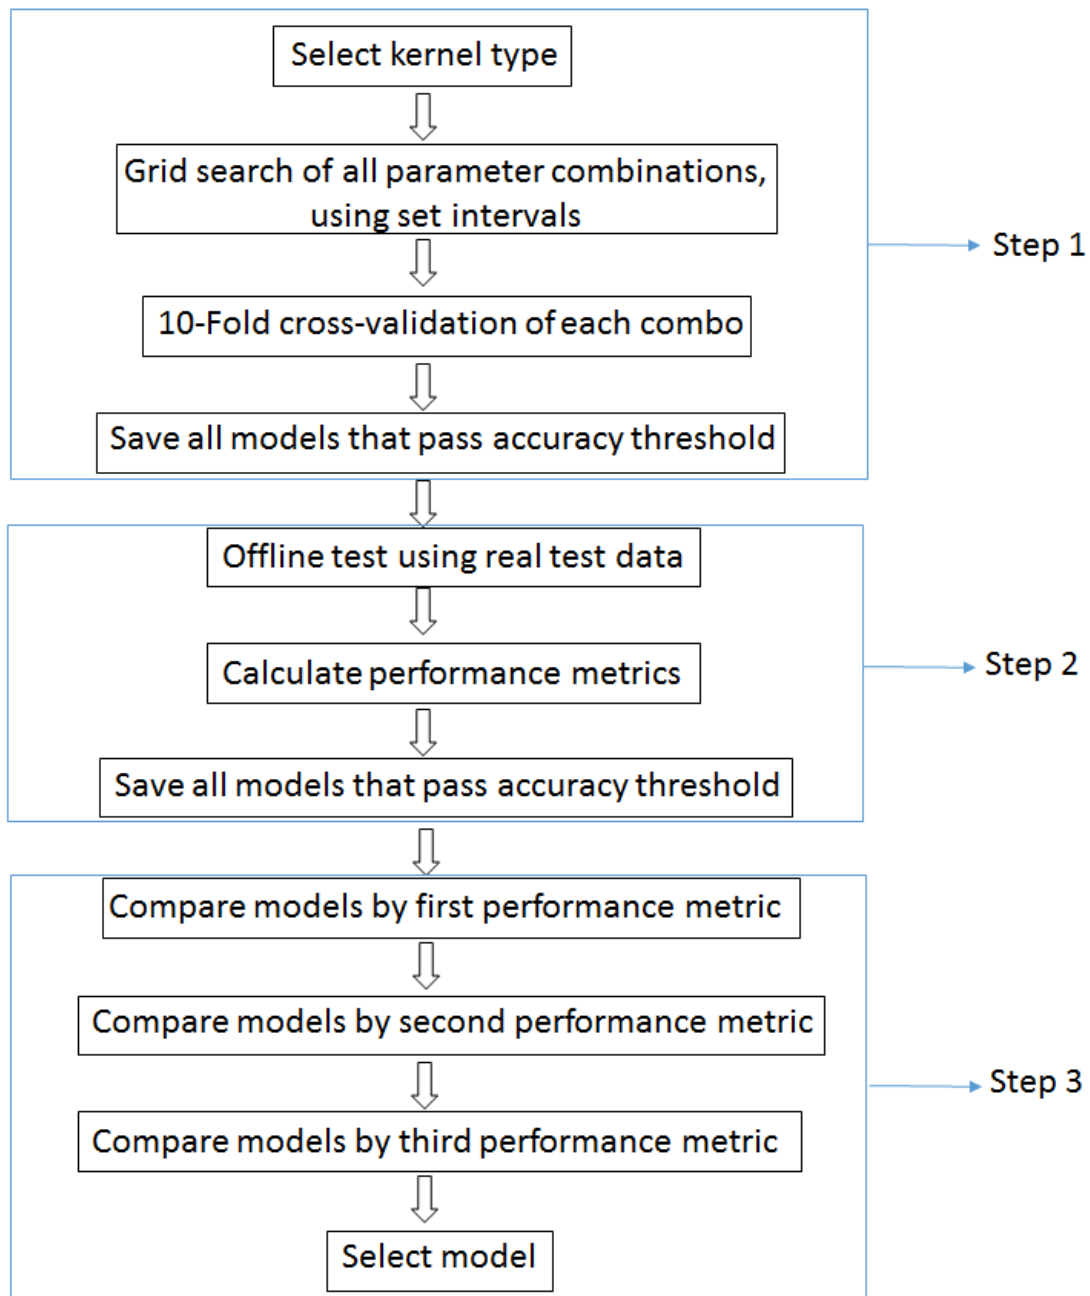 Select kernel type
Grid search of all parameter combinations,
using set intervals
Step 1
10-Fold cross-validation of each combo
Save all models that pass accuracy threshold
Offline test using real test data
Calculate performance metrics
Step 2
Save all models that pass accuracy threshold
Compare models by first performance metric
Compare models by second performance metric
Step 3
Compare models by third performance metric
Select model